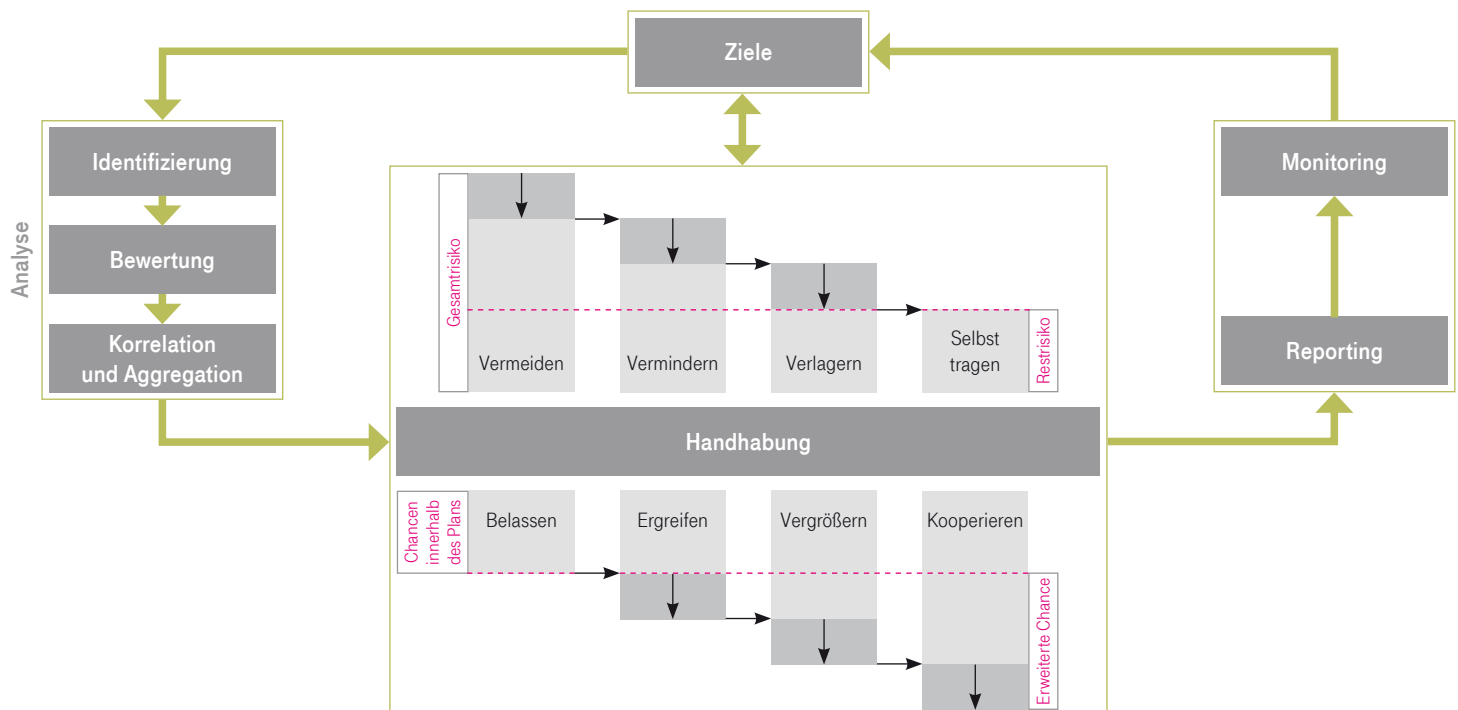 Ziele
Analyse
Identifizierung
Bewertung
Korrelation
und Aggregation
Gesamtrisiko
Vermeiden
Vermindern
Verlagern
Selbst
tragen
Restrisiko
Handhabung
Chancen
innerhalb
des Plans
Belassen
Ergreifen
Vergrößern
Kooperieren
Erweiterte Chance
Monitoring
Reporting